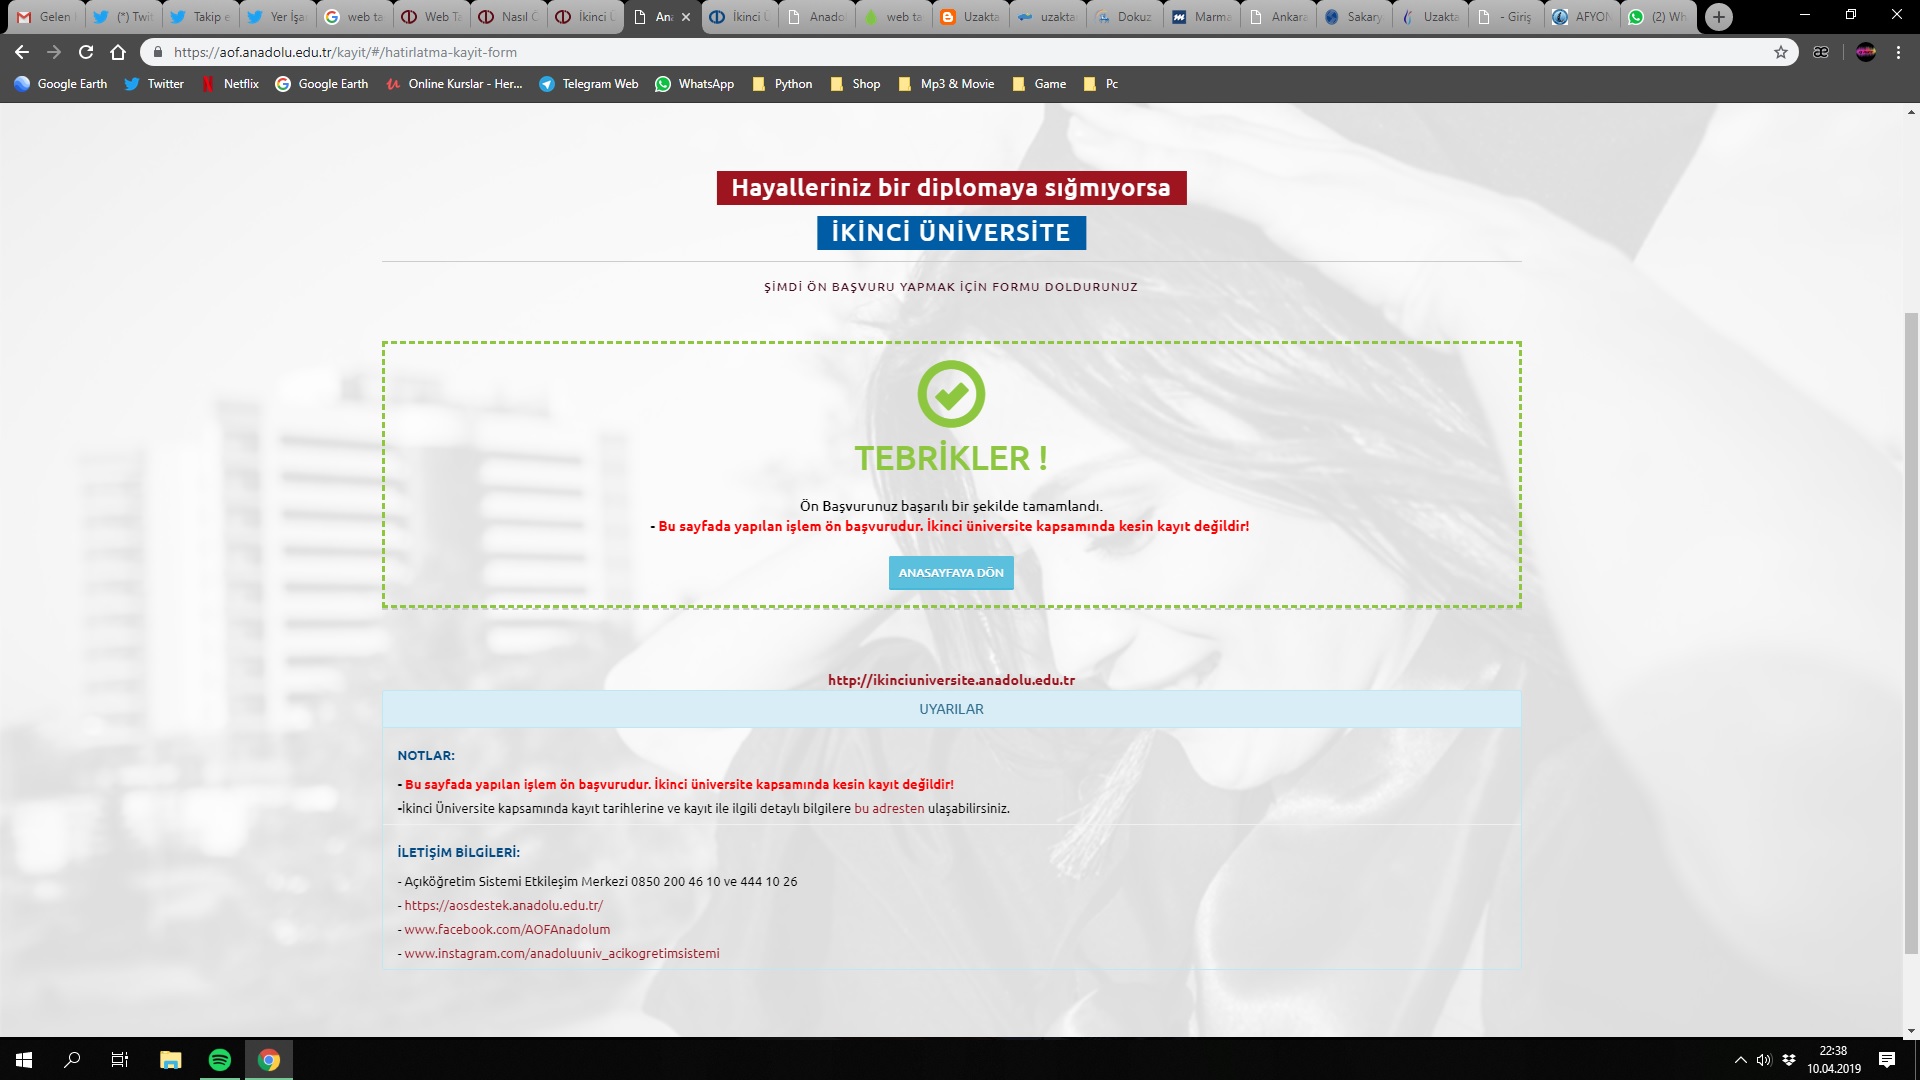 Gelen
(*) Twit
Takip e
Yer İşa
web ta
Web Ta
Nasıl Ö
İkinci Ü
Ana
İkinci Ü
Anadol
web ta
Uzakta
uzakta
Dokuz
Marma
Ankara
Sakary
Uzakta
- Giriş
AFYON
(2) Wh
https://aof.anadolu.edu.tr/kayit/#/hatirlatma-kayit-form
Google Earth
Twitter
Netflix
Google Earth
Online Kurslar - Her...
Telegram Web
WhatsApp
Python
Shop
Mp3 & Movie
Game
Pc
Hayalleriniz bir diplomaya sığmıyorsa
İKİNCİ ÜNİVERSİTE
ŞİMDİ ÖN BAŞVURU YAPMAK İÇİN FORMU DOLDURUNUZ
TEBRİKLER !
Ön Başvurunuz başarılı bir şekilde tamamlandı.
- Bu sayfada yapılan işlem ön başvurudur. İkinci üniversite kapsamında kesin kayıt değildir!
ANASAYFAYA DÖN
http://ikinciuniversite.anadolu.edu.tr
UYARILAR
NOTLAR:
- Bu sayfada yapılan işlem ön başvurudur. İkinci üniversite kapsamında kesin kayıt değildir!
-İkinci Üniversite kapsamında kayıt tarihlerine ve kayıt ile ilgili detaylı bilgilere bu adresten ulaşabilirsiniz.
İLETİŞİM BİLGİLERİ:
- Açıköğretim Sistemi Etkileşim Merkezi 0850 200 46 10 ve 444 10 26
- https://aosdestek.anadolu.edu.tr/
- www.facebook.com/AOFAnadolum
- www.instagram.com/anadoluuniv_acikogretimsistemi
22:38
10.04.2019